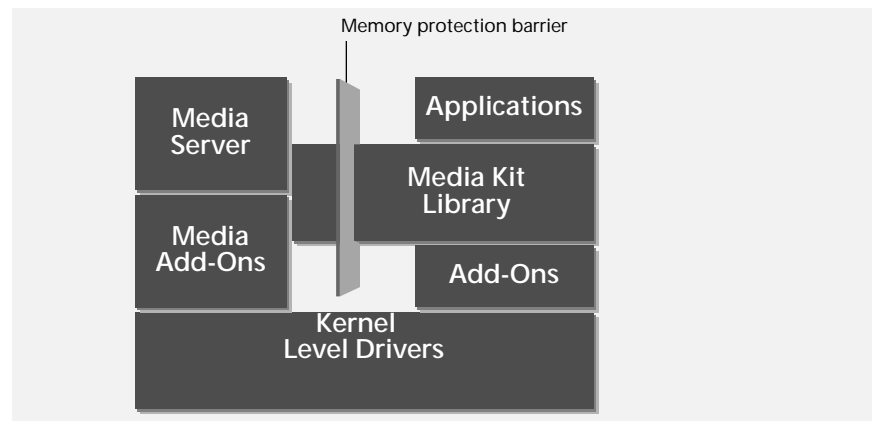 Memory protection barrier
Media
Server
Applications
Media Kit
Library
Media
Add-Ons
Add-Ons
Kernel
Level Drivers